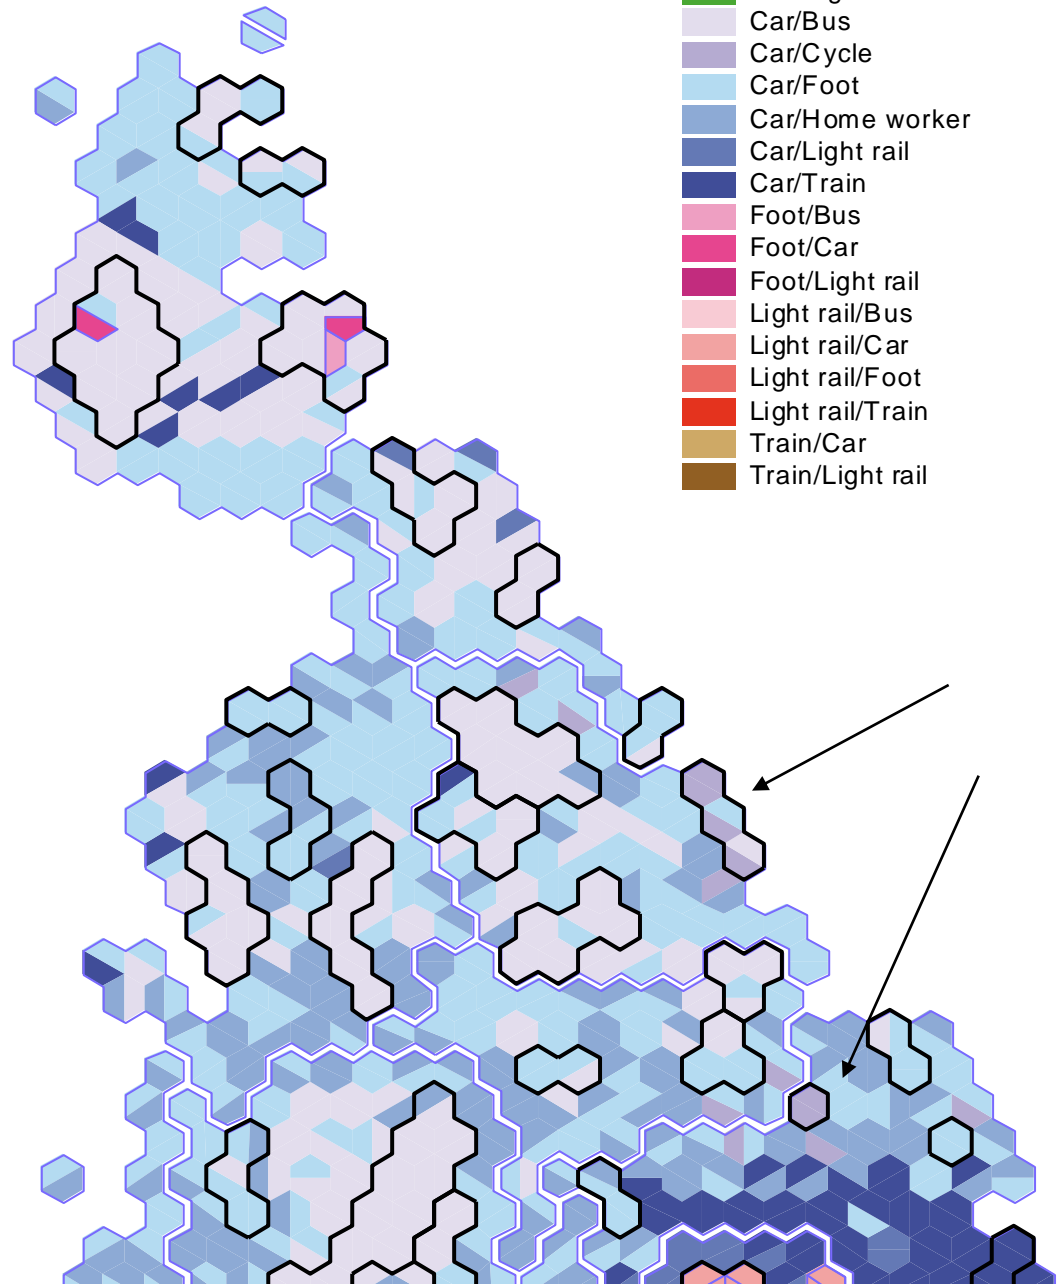 Car/Bus
Car/Cycle
Car/Foot
Car/Home worker
Car/Light rail
Car/Train
Foot/Bus
Foot/Car
Foot/Light rail
Light rail/Bus
Light rail/Car
Light rail/Foot
Light rail/Train
Train/Car
Train/Light rail